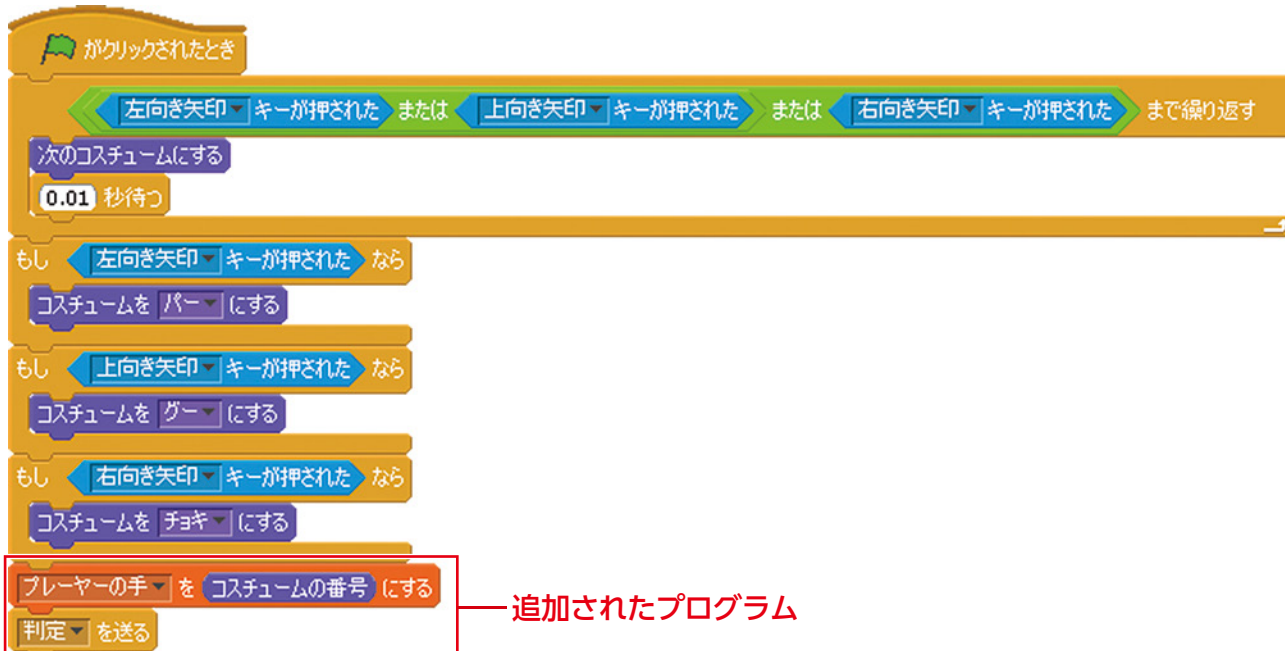 がクリックされたとき
左向き矢印 キーが押された または 上向き矢印 キーが押された または 右向き矢印 キーが押された まで繰り返す
次のコスチュームにする
0.01 秒待つ
もし 左向き矢印 キーが押された なら
コスチュームを パー にする
もし 上向き矢印 キーが押された なら
コスチュームを グー にする
もし 右向き矢印 キーが押された なら
コスチュームを チョキ にする
プレーヤーの手 を コスチュームの番号 にする
追加されたプログラム
判定 を送る